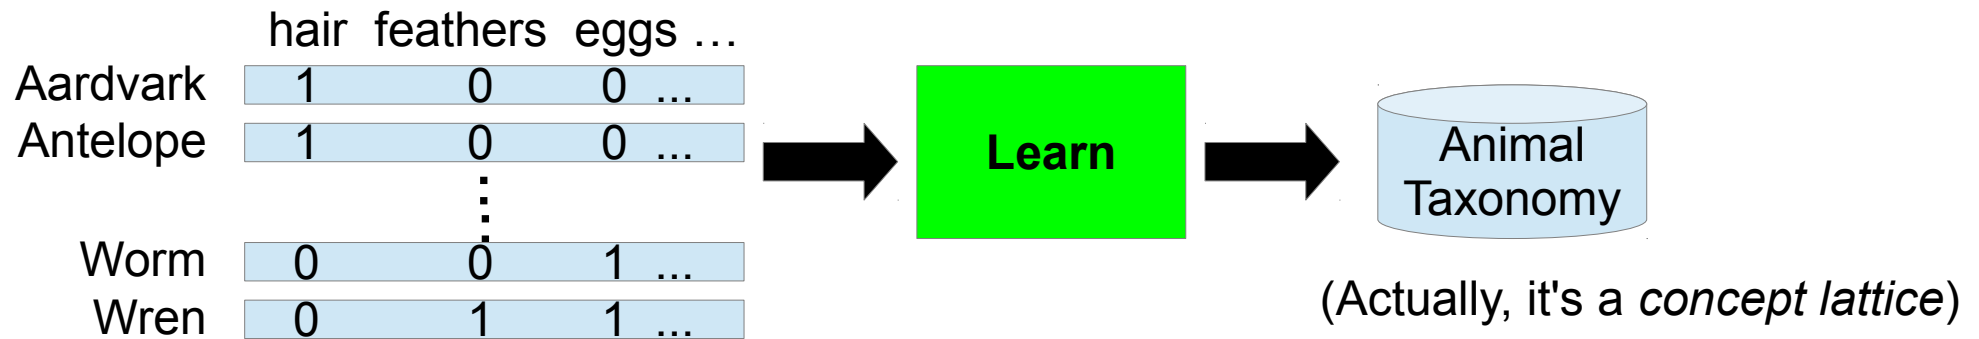 hair feathers eggs …
Aardvark 1 0 0 ...
Antelope 1 0 0 ...
Worm 0 0 1 ...
Wren 0 1 1 ...
Learn
Animal
Taxonomy
(Actually, it's a concept lattice)